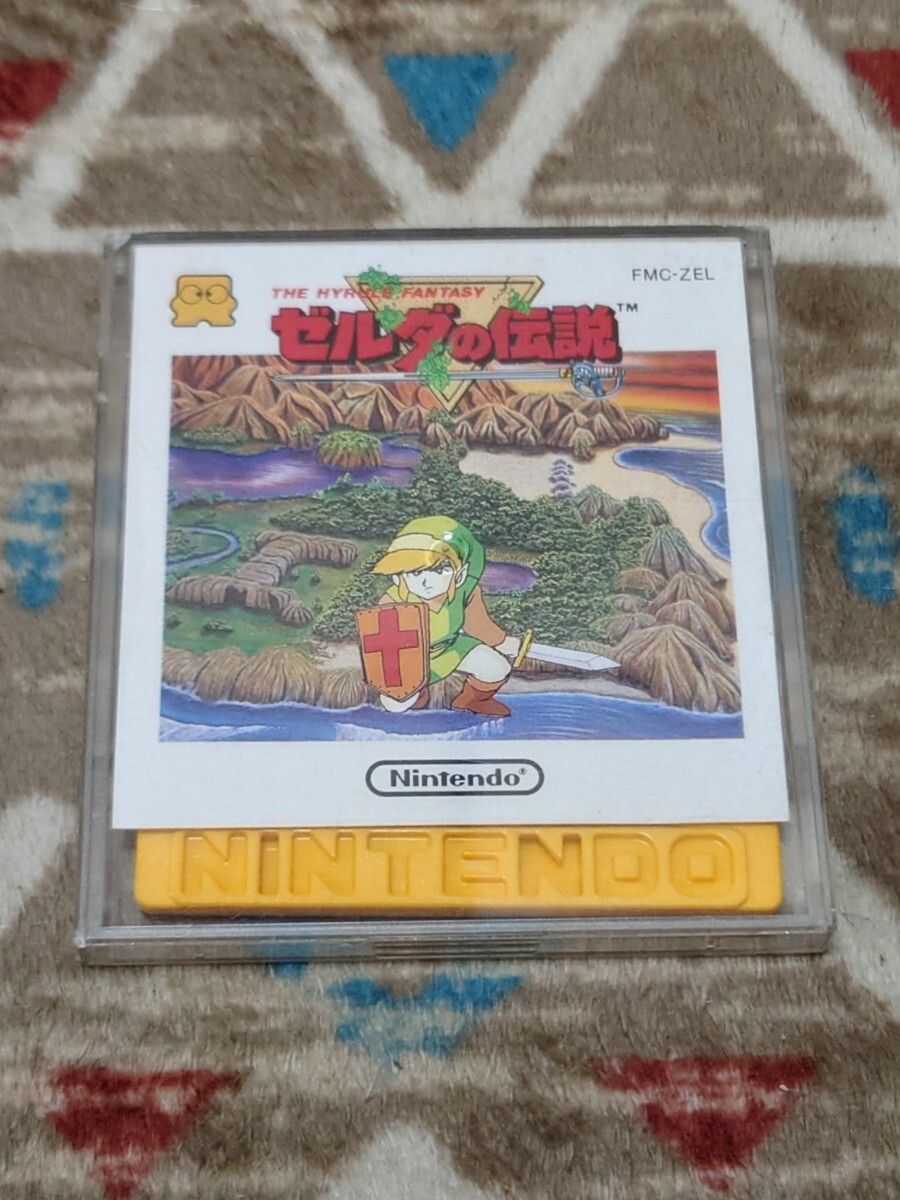 FMC-ZEL
THE HYRULE FANTASY
ゼルダの伝説™
Nintendo®
NINTENDO